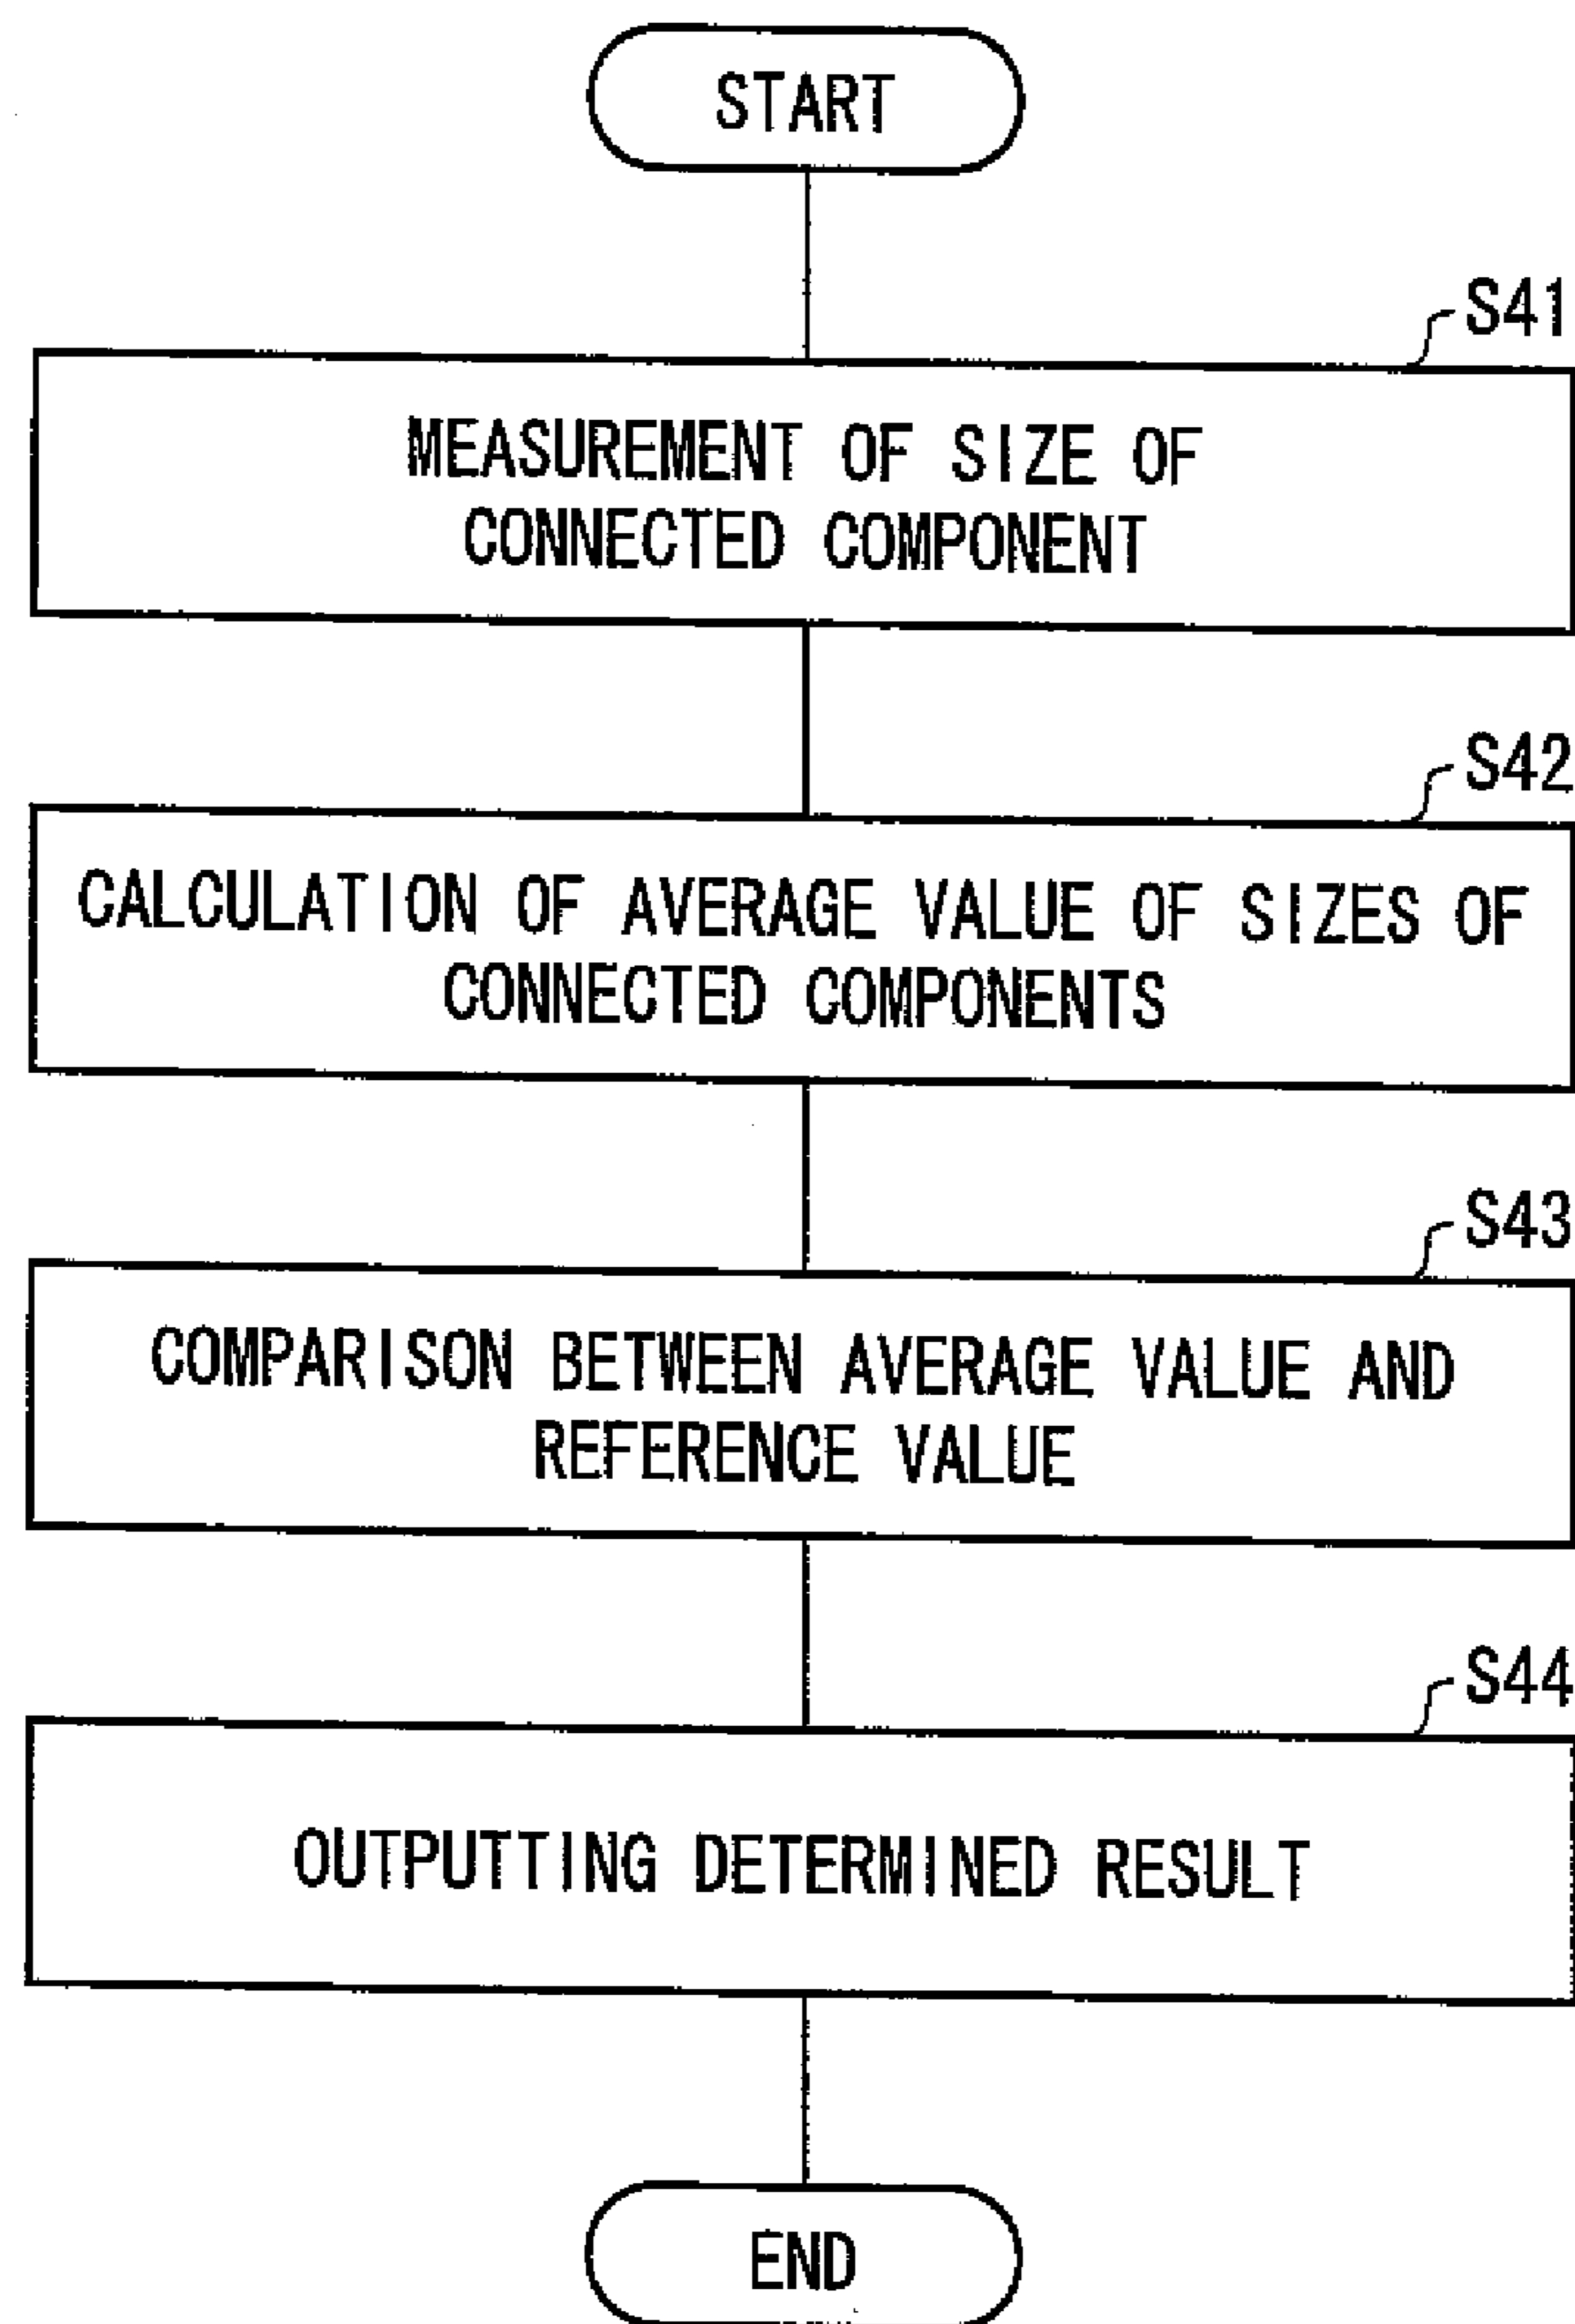 START
S41
MEASUREMENT OF SIZE OF
CONNECTED COMPONENT
S42
CALCULATION OF AVERAGE VALUE OF SIZES OF
CONNECTED COMPONENTS
S43
COMPARISON BETWEEN AVERAGE VALUE AND
REFERENCE VALUE
S44
OUTPUTTING DETERMINED RESULT
END